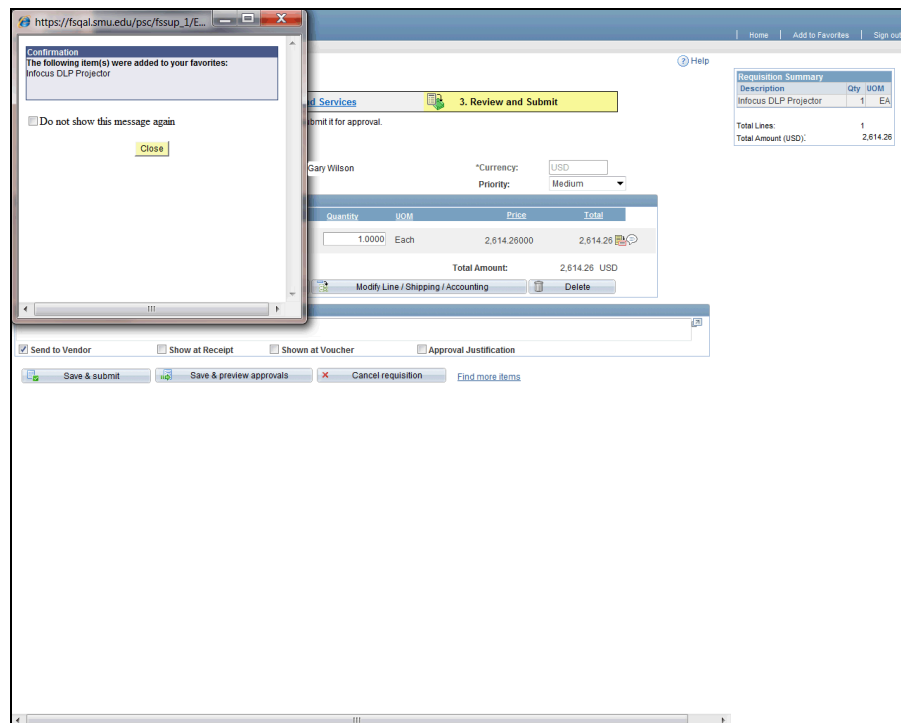 https://fsqal.smu.edu/psc/fssup_1/E...
Home | Add to Favorites | Sign out
Confirmation
The following item(s) were added to your favorites:
Infocus DLP Projector
Do not show this message again
Close
Help
Requisition Summary
Description Qty UOM
Infocus DLP Projector 1 EA
Total Lines: 1
Total Amount (USD): 2,614.26
d Services
3. Review and Submit
ubmit it for approval.
Gary Wilson
*Currency: USD
Priority: Medium
Quantity UOM Price Total
1.0000 Each 2,614.26000 2,614.26
Total Amount: 2,614.26 USD
Modify Line / Shipping / Accounting
Delete
Send to Vendor
Show at Receipt
Shown at Voucher
Approval Justification
Save & submit
Save & preview approvals
Cancel requisition
Find more items